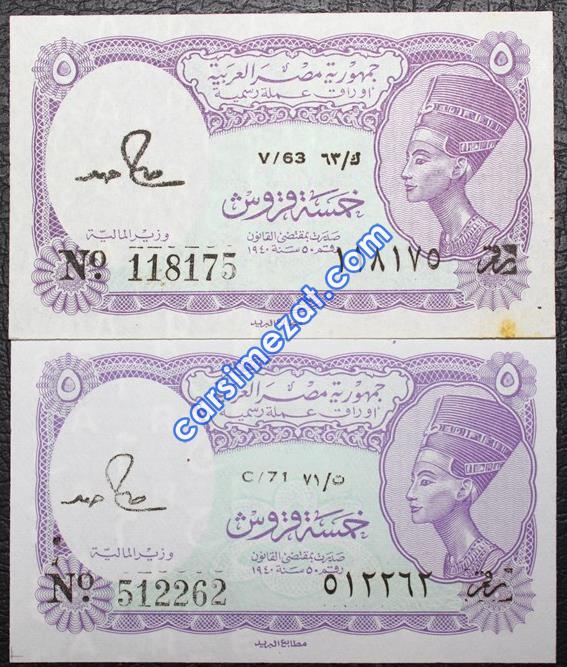 ٥ جمهورية مصر العربية ٥
أوراق عملة رسمية
V/63 ك/٦٣
خمسة قروش
وزير المالية
صدرت بمقتضى القانون
رقم ٥٠ سنة ١٩٤٠
Nº 118175
١١٨١٧٥
البريد
٥ جمهورية مصر العربية ٥
أوراق عملة رسمية
C/71 ٧١/ت
خمسة قروش
وزير المالية
صدرت بمقتضى القانون
رقم ٥٠ سنة ١٩٤٠
Nº 512262
٥١٢٢٦٢
مطابع البريد
carsimezat.com